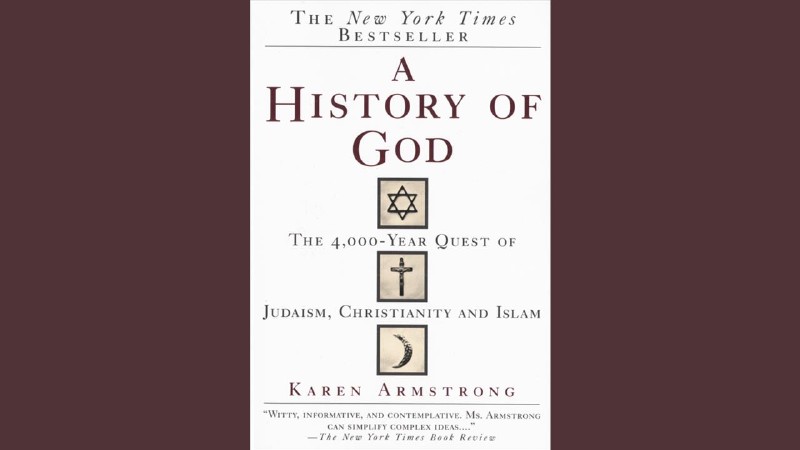 THE New York Times
BESTSELLER
A
HISTORY OF
GOD
THE 4,000-YEAR QUEST OF
JUDAISM, CHRISTIANITY AND ISLAM
KAREN ARMSTRONG
“WITTY, INFORMATIVE, AND CONTEMPLATIVE. MS. ARMSTRONG
CAN SIMPLIFY COMPLEX IDEAS....”
—The New York Times Book Review